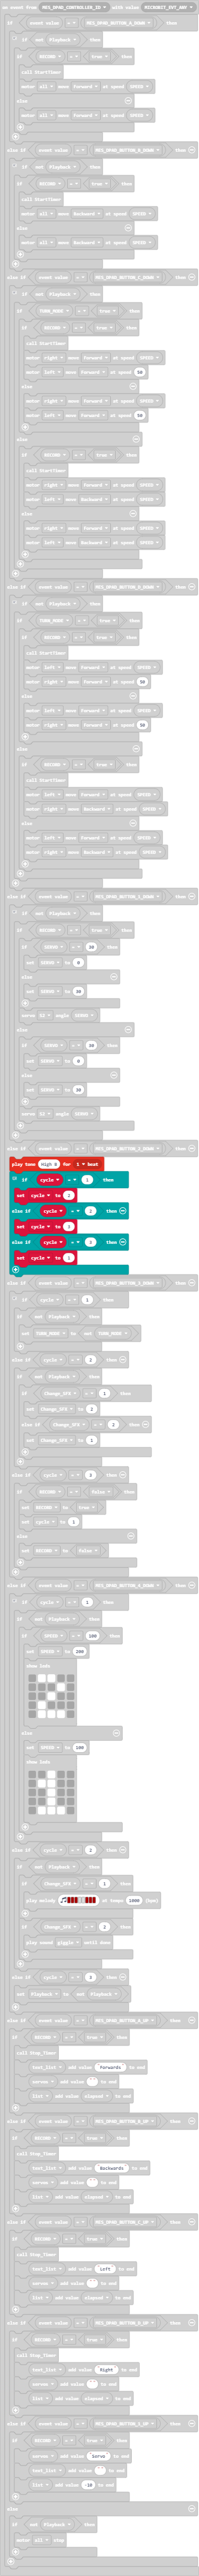 on event from MES_DPAD_CONTROLLER_ID with value MICROBIT_EVT_ANY
if event value = MES_DPAD_BUTTON_A_DOWN then
if not Playback then
if RECORD = true then
call StartTimer
motor all move Forward at speed SPEED
else
motor all move Forward at speed SPEED
else if event value = MES_DPAD_BUTTON_B_DOWN then
if not Playback then
if RECORD = true then
call StartTimer
motor all move Backward at speed SPEED
else
motor all move Backward at speed SPEED
else if event value = MES_DPAD_BUTTON_C_DOWN then
if not Playback then
if TURN_MODE = true then
if RECORD = true then
call StartTimer
motor right move Forward at speed SPEED
motor left move Forward at speed 50
else
motor right move Forward at speed SPEED
motor left move Forward at speed 50
else
if RECORD = true then
call StartTimer
motor right move Forward at speed SPEED
motor left move Backward at speed SPEED
else
motor right move Forward at speed SPEED
motor left move Backward at speed SPEED
else if event value = MES_DPAD_BUTTON_D_DOWN then
if not Playback then
if TURN_MODE = true then
if RECORD = true then
call StartTimer
motor left move Forward at speed SPEED
motor right move Forward at speed 50
else
motor left move Forward at speed SPEED
motor right move Forward at speed 50
else
if RECORD = true then
call StartTimer
motor left move Forward at speed SPEED
motor right move Backward at speed SPEED
else
motor left move Forward at speed SPEED
motor right move Backward at speed SPEED
else if event value = MES_DPAD_BUTTON_1_DOWN then
if not Playback then
if RECORD = true then
if SERVO = 30 then
set SERVO to 0
else
set SERVO to 30
servo S2 angle SERVO
else
if SERVO = 30 then
set SERVO to 0
else
set SERVO to 30
servo S2 angle SERVO
else if event value = MES_DPAD_BUTTON_2_DOWN then
play tone High B for 1 beat
if cycle = 1 then
set cycle to 2
else if cycle = 2 then
set cycle to 3
else if cycle = 3 then
set cycle to 1
else if event value = MES_DPAD_BUTTON_3_DOWN then
if cycle = 1 then
if not Playback then
set TURN_MODE to not TURN_MODE
else if cycle = 2 then
if not Playback then
if Change_SFX = 1 then
set Change_SFX to 2
else if Change_SFX = 2 then
set Change_SFX to 1
else if cycle = 3 then
if RECORD = false then
set RECORD to true
set cycle to 1
else
set RECORD to false
else if event value = MES_DPAD_BUTTON_4_DOWN then
if cycle = 1 then
if not Playback then
if SPEED = 100 then
set SPEED to 200
show leds
else
set SPEED to 100
show leds
else if cycle = 2 then
if not Playback then
if Change_SFX = 1 then
play melody at tempo 1000 (bpm)
if Change_SFX = 2 then
play sound giggle until done
else if cycle = 3 then
set Playback to not Playback
else if event value = MES_DPAD_BUTTON_A_UP then
if RECORD = true then
call Stop_Timer
text_list add value "Forwards" to end
servoo add value "" to end
list add value elapsed to end
else if event value = MES_DPAD_BUTTON_B_UP then
if RECORD = true then
call Stop_Timer
text_list add value "Backwards" to end
servoo add value "" to end
list add value elapsed to end
else if event value = MES_DPAD_BUTTON_C_UP then
if RECORD = true then
call Stop_Timer
text_list add value "Left" to end
servoo add value "" to end
list add value elapsed to end
else if event value = MES_DPAD_BUTTON_D_UP then
if RECORD = true then
call Stop_Timer
text_list add value "Right" to end
servoo add value "" to end
list add value elapsed to end
else if event value = MES_DPAD_BUTTON_1_UP then
if RECORD = true then
servoo add value "Servo" to end
text_list add value "" to end
list add value -10 to end
else
if not Playback then
motor all stop